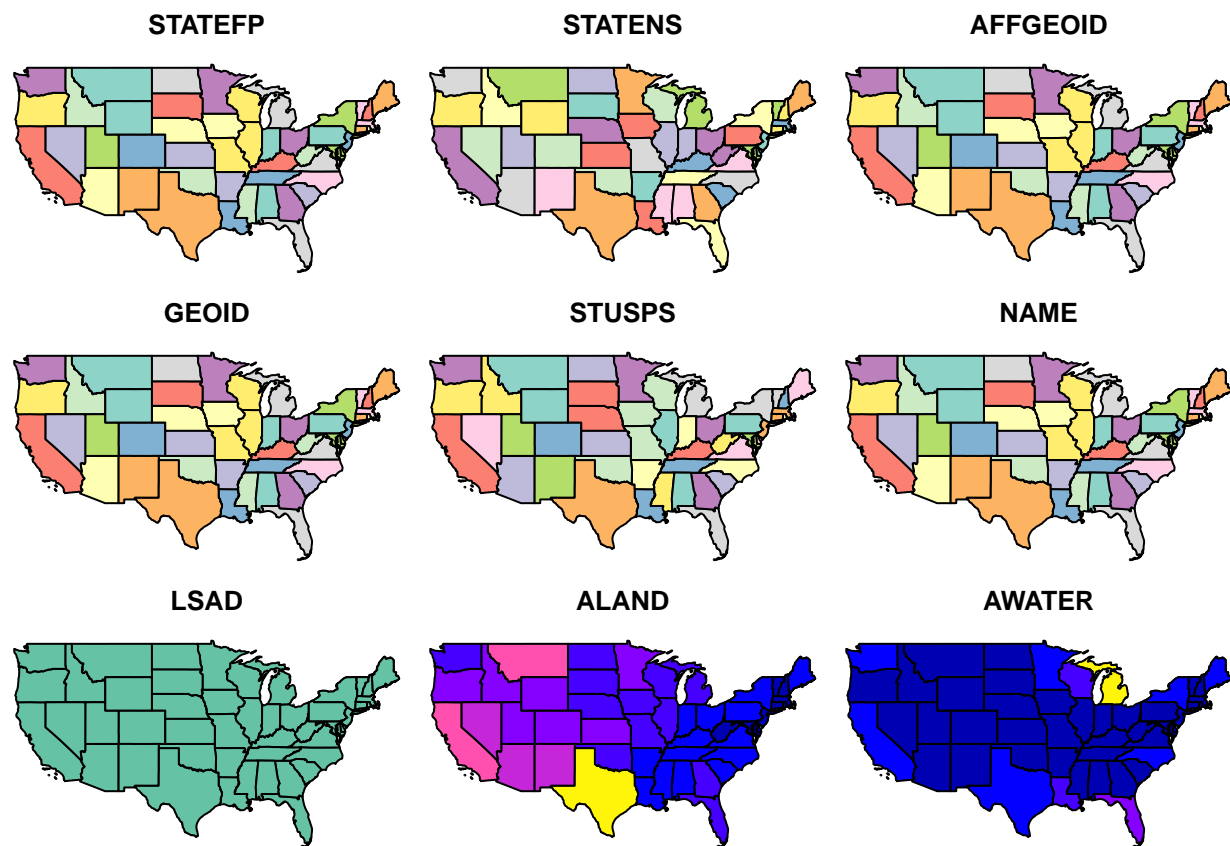 STATEFP
STATENS
AFFGEOID
GEOID
STUSPS
NAME
LSAD
ALAND
AWATER